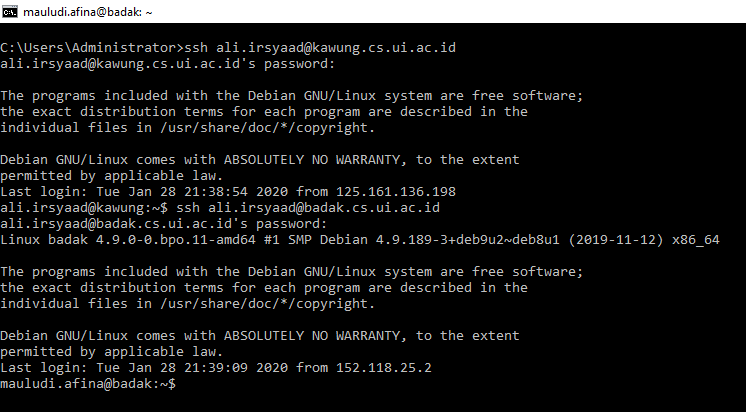 mauludi.afina@badak: ~
C:\Users\Administrator>ssh ali.irsyaad@kawung.cs.ui.ac.id
ali.irsyaad@kawung.cs.ui.ac.id's password:
The programs included with the Debian GNU/Linux system are free software;
the exact distribution terms for each program are described in the
individual files in /usr/share/doc/*/copyright.
Debian GNU/Linux comes with ABSOLUTELY NO WARRANTY, to the extent
permitted by applicable law.
Last login: Tue Jan 28 21:38:54 2020 from 125.161.136.198
ali.irsyaad@kawung:~$ ssh ali.irsyaad@badak.cs.ui.ac.id
ali.irsyaad@badak.cs.ui.ac.id's password:
Linux badak 4.9.0-0.bpo.11-amd64 #1 SMP Debian 4.9.189-3+deb9u2~deb8u1 (2019-11-12) x86_64
The programs included with the Debian GNU/Linux system are free software;
the exact distribution terms for each program are described in the
individual files in /usr/share/doc/*/copyright.
Debian GNU/Linux comes with ABSOLUTELY NO WARRANTY, to the extent
permitted by applicable law.
Last login: Tue Jan 28 21:39:09 2020 from 152.118.25.2
mauludi.afina@badak:~$